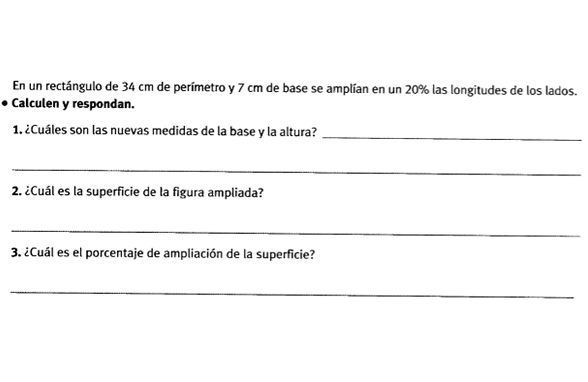 En un rectángulo de 34 cm de perímetro y 7 cm de base se amplían en un 20% las longitudes de los lados.
• Calculen y respondan.
1. ¿Cuáles son las nuevas medidas de la base y la altura?
2. ¿Cuál es la superficie de la figura ampliada?
3. ¿Cuál es el porcentaje de ampliación de la superficie?